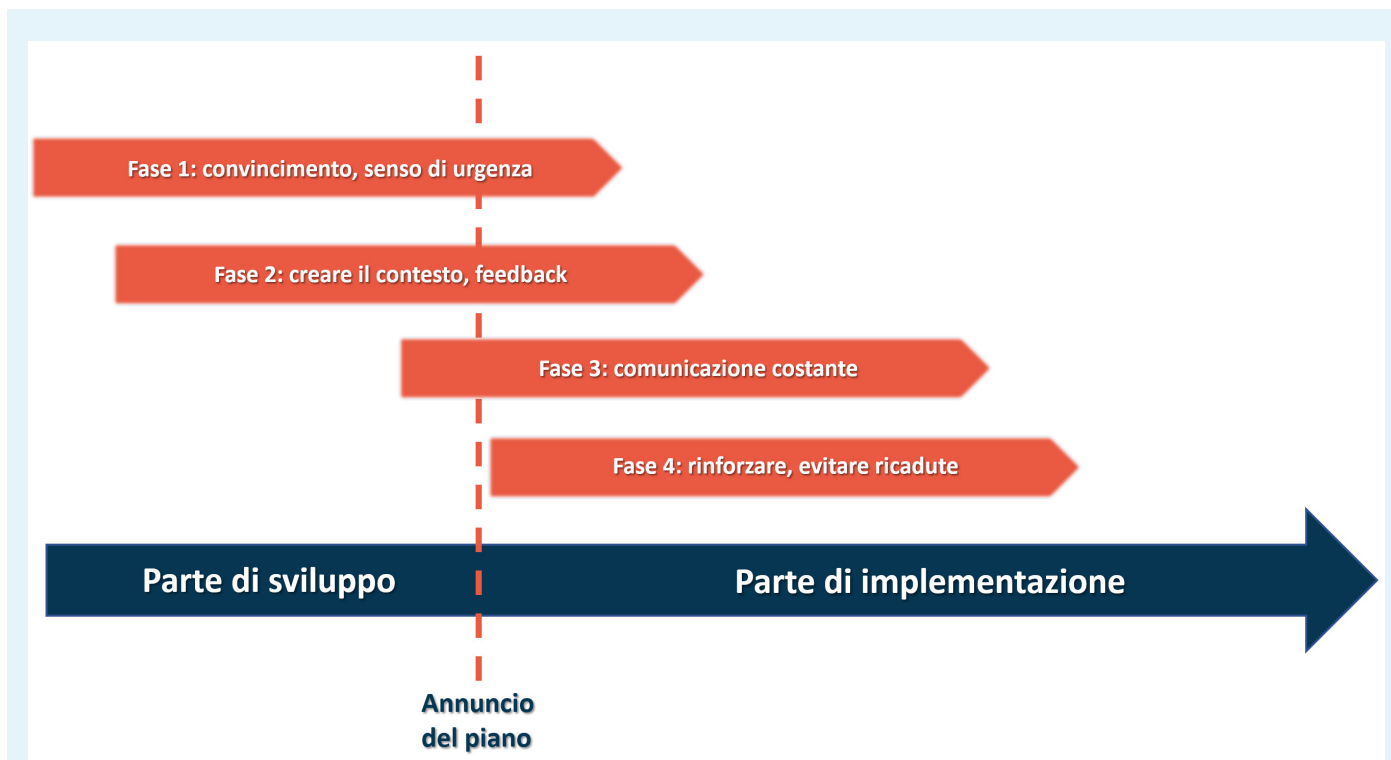 Fase 1: convincimento, senso di urgenza
Fase 2: creare il contesto, feedback
Fase 3: comunicazione costante
Fase 4: rinforzare, evitare ricadute
Parte di sviluppo
Parte di implementazione
Annuncio
del piano